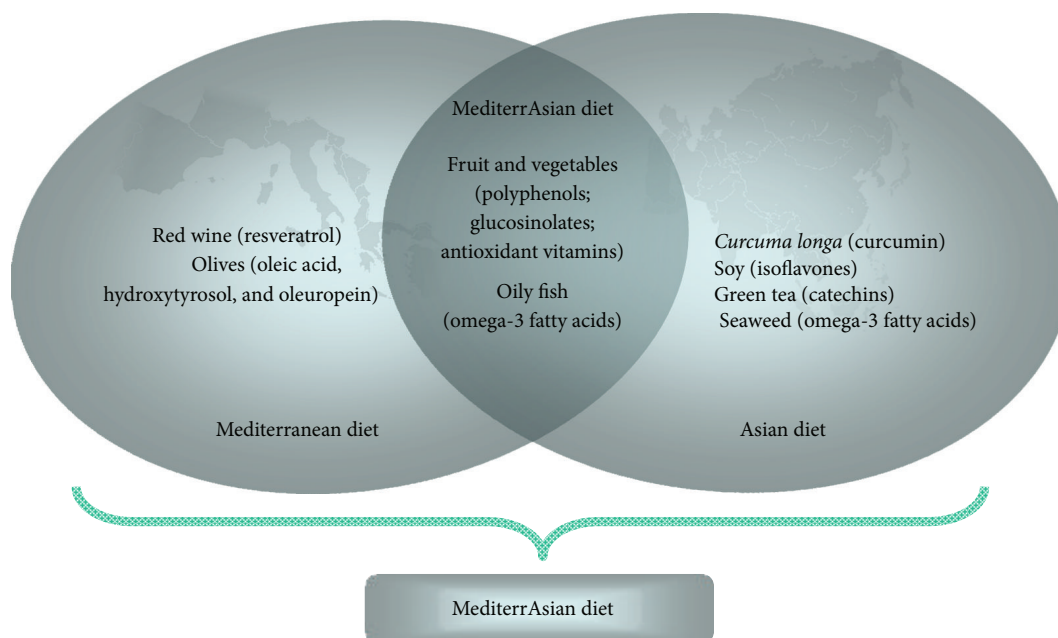 MediterrAsian diet
Fruit and vegetables
(polyphenols;
glucosinolates;
antioxidant vitamins)
Oily fish
(omega-3 fatty acids)
Red wine (resveratrol)
Olives (oleic acid,
hydroxytyrosol, and oleuropein)
Curcuma longa (curcumin)
Soy (isoflavones)
Green tea (catechins)
Seaweed (omega-3 fatty acids)
Mediterranean diet
Asian diet
MediterrAsian diet